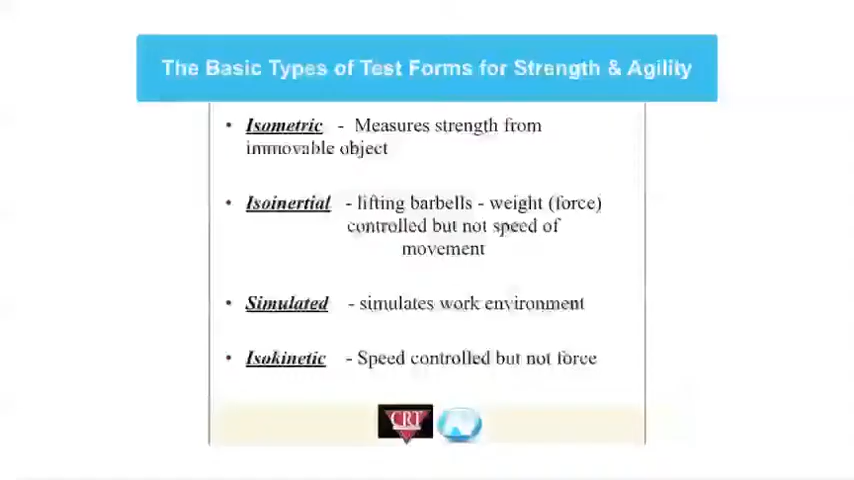 The Basic Types of Test Forms for Strength & Agility
• Isometric - Measures strength from
immovable object
• Isoinertial - lifting barbells - weight (force)
controlled but not speed of
movement
• Simulated - simulates work environment
• Isokinetic - Speed controlled but not force
CRT